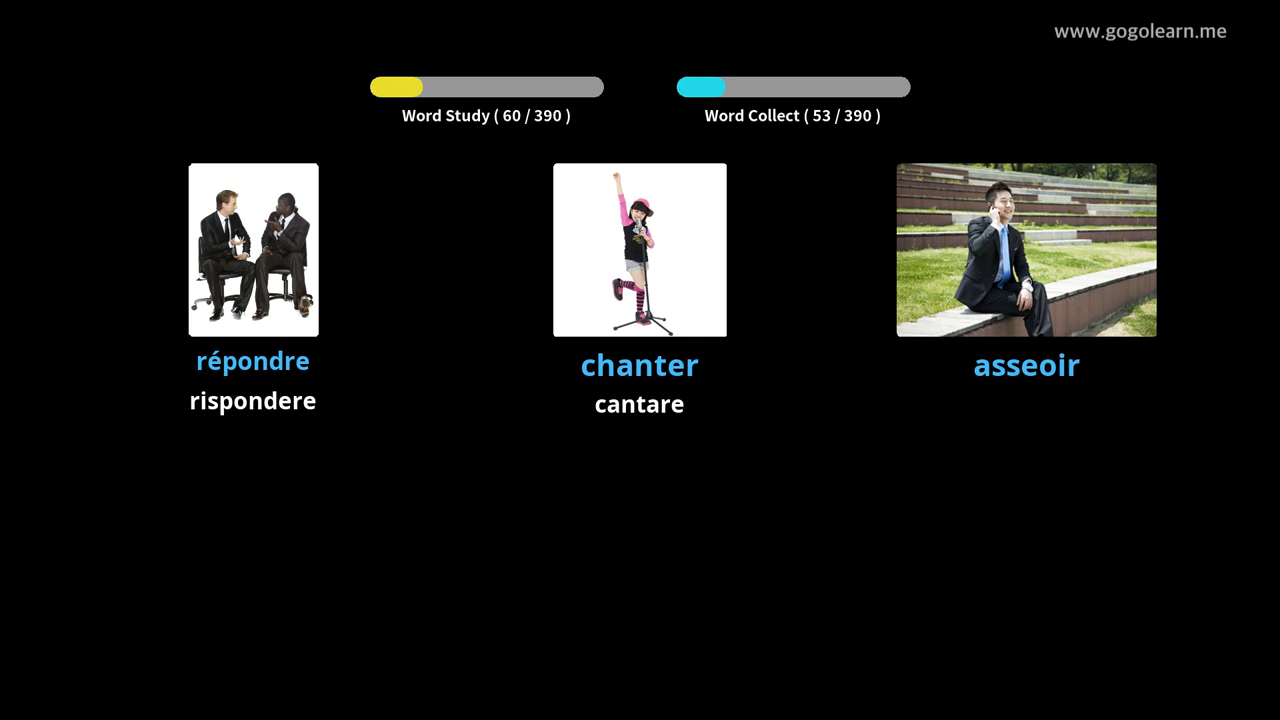 www.gogolearn.me
Word Study ( 60 / 390 )
Word Collect ( 53 / 390 )
répondre
chanter
asseoir
rispondere
cantare